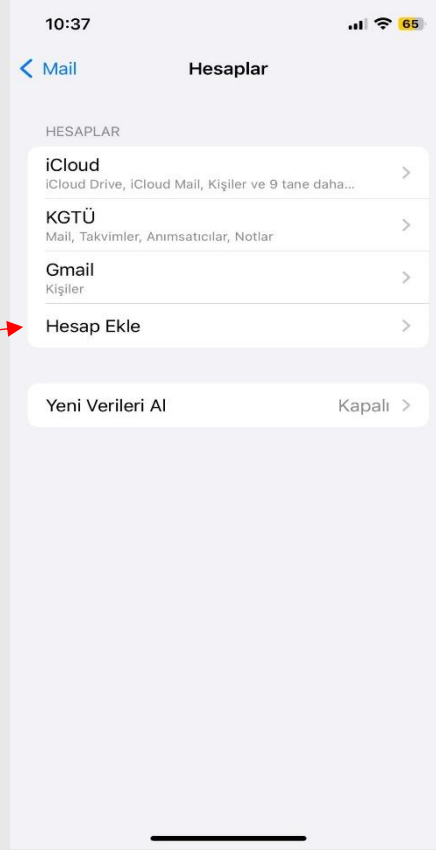 10:37
65
Mail
Hesaplar
HESAPLAR
iCloud
iCloud Drive, iCloud Mail, Kişiler ve 9 tane daha...
KGTÜ
Mail, Takvimler, Anımsatıcılar, Notlar
Gmail
Kişiler
Hesap Ekle
Yeni Verileri Al
Kapalı